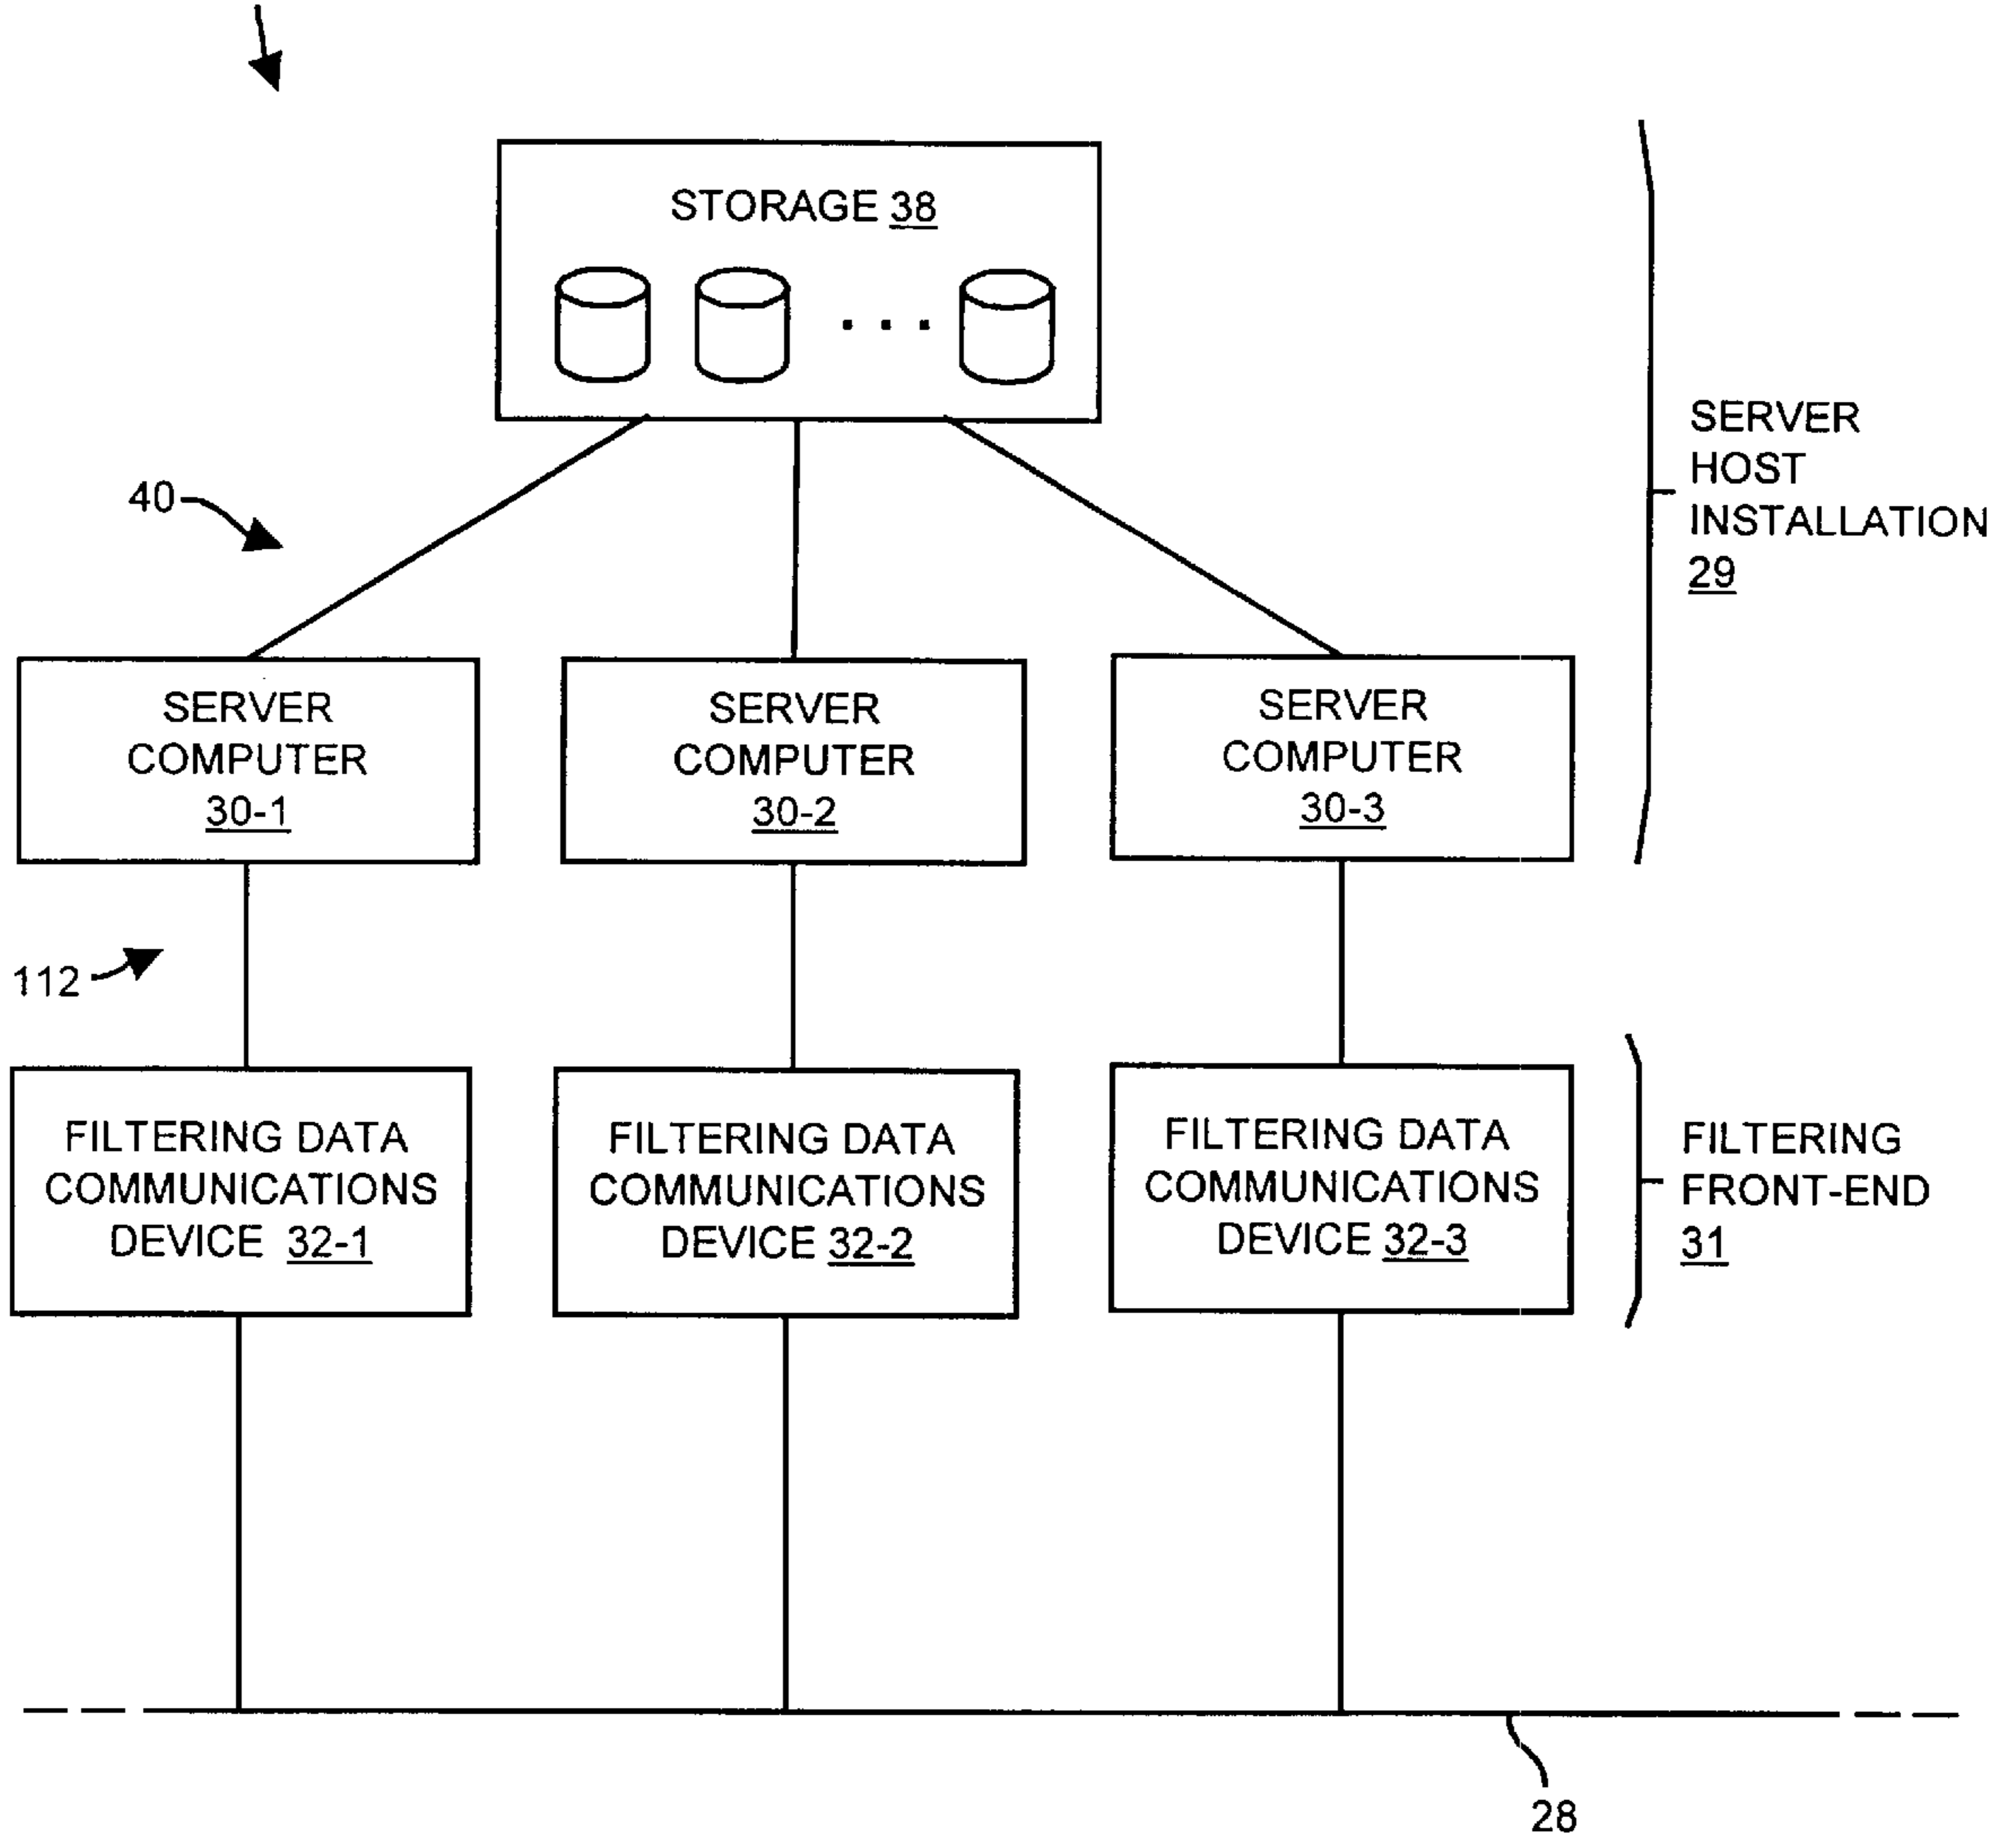 STORAGE 38
SERVER
HOST
INSTALLATION
29
40
SERVER
COMPUTER
30-1
SERVER
COMPUTER
30-2
SERVER
COMPUTER
30-3
112
FILTERING DATA
COMMUNICATIONS
DEVICE 32-1
FILTERING DATA
COMMUNICATIONS
DEVICE 32-2
FILTERING DATA
COMMUNICATIONS
DEVICE 32-3
FILTERING
FRONT-END
31
28